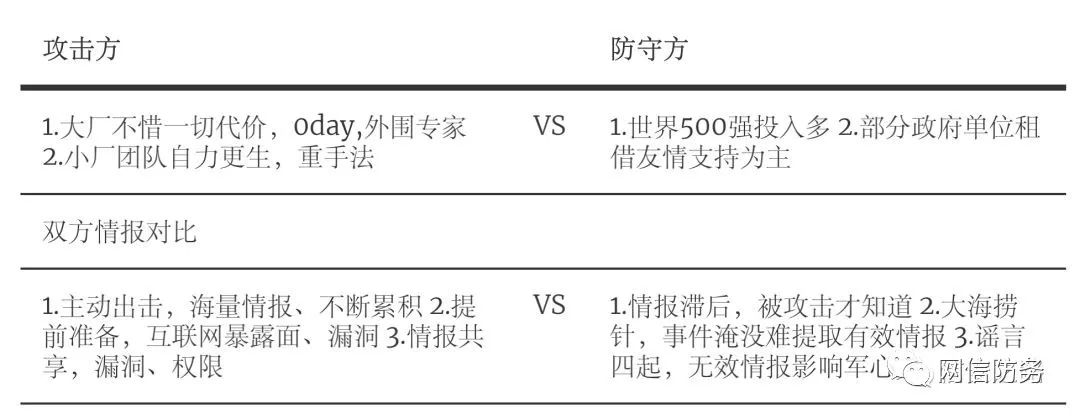 攻击方
防守方
1.大厂不惜一切代价，0day,外围专家
2.小厂团队自力更生，重手法
VS
1.世界500强投入多 2.部分政府单位租
借友情支持为主
双方情报对比
1.主动出击，海量情报、不断累积 2.提
前准备，互联网暴露面、漏洞 3.情报共
享，漏洞、权限
VS
1.情报滞后，被攻击才知道 2.大海捞
针，事件淹没难提取有效情报 3.谣言
四起，无效情报影响军心
网信防务